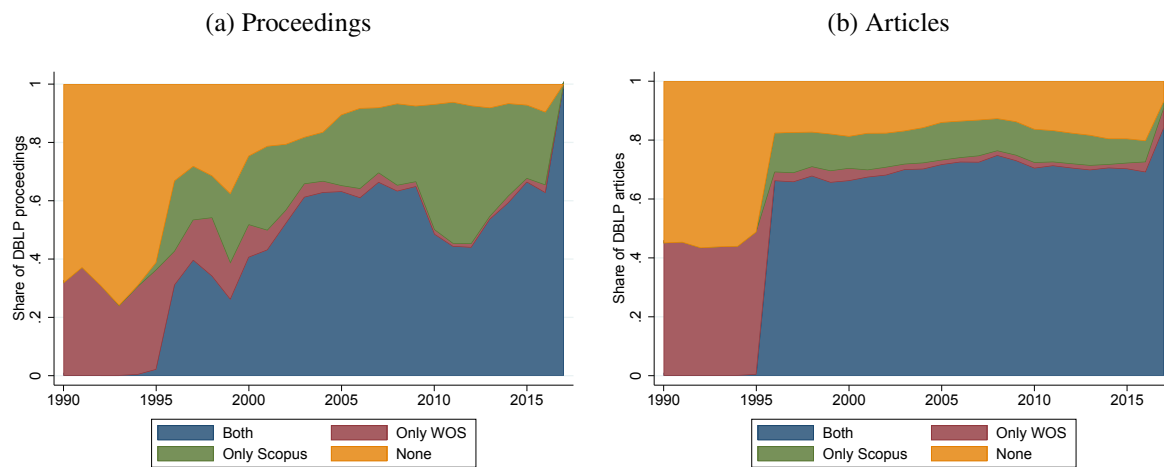 (a) Proceedings
Share of DBLP proceedings
1
.8
.6
.4
.2
0
1990 1995 2000 2005 2010 2015
Both Only WOS
Only Scopus None
(b) Articles
Share of DBLP articles
1
.8
.6
.4
.2
0
1990 1995 2000 2005 2010 2015
Both Only WOS
Only Scopus None